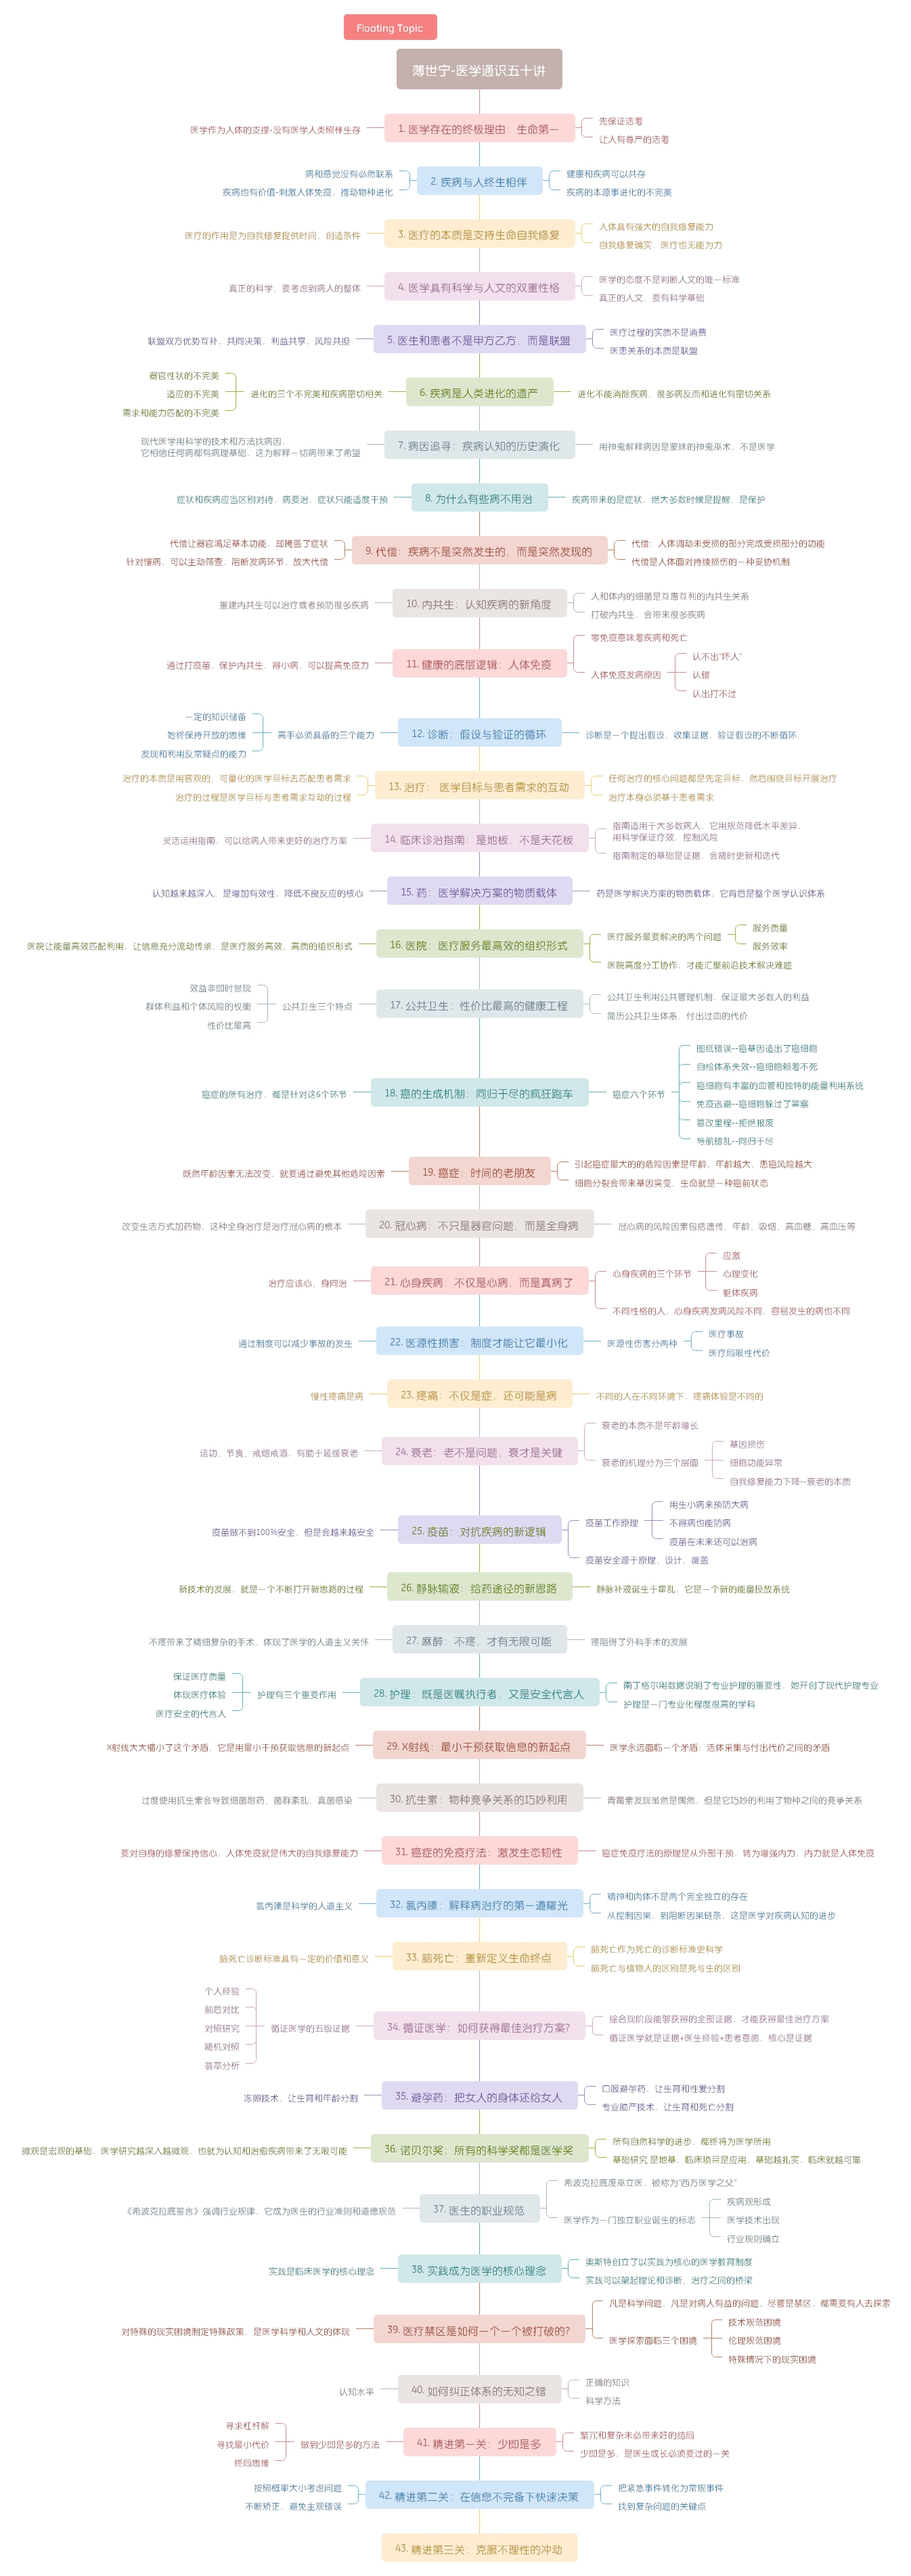 Floating Topic
薄世宁-医学通识五十讲
医学作为人体的支撑-没有医学人类照样生存
1. 医学存在的终极理由：生命第一
先保证活着
让人有尊严的活着
病和感觉没有必然联系
疾病也有价值-刺激人体免疫，推动物种进化
2. 疾病与人终生相伴
健康和疾病可以共存
疾病的本源事进化的不完美
医疗的作用是为自我修复提供时间，创造条件
3. 医疗的本质是支持生命自我修复
人体具有强大的自我修复能力
自我修复确实，医疗也无能为力
真正的科学，要考虑到病人的整体
4. 医学具有科学与人文的双重性格
医学的态度不是判断人文的唯一标准
真正的人文，要有科学基础
联盟双方优势互补，共同决策，利益共享，风险共担
5. 医生和患者不是甲方乙方，而是联盟
医疗过程的实质不是消费
医患关系的本质是联盟
器官性状的不完美
适应的不完美
需求和能力匹配的不完美
进化的三个不完美和疾病密切相关
6. 疾病是人类进化的遗产
进化不能消除疾病，很多病反而和进化有密切关系
现代医学用科学的技术和方法找病因，
它相信任何病都有病理基础，这为解释一切病带来了希望
7. 病因追寻：疾病认知的历史演化
用神鬼解释病因是蒙昧的神鬼巫术，不是医学
症状和疾病应当区别对待，病要治，症状只能适度干预
8. 为什么有些病不用治
疾病带来的是症状，绝大多数时候是提醒，是保护
代偿让器官满足基本功能，却掩盖了症状
针对慢病，可以主动筛查，阻断发病环节，放大代偿
9. 代偿：疾病不是突然发生的，而是突然发现的
代偿：人体调动未受损的部分完成受损部分的功能
代偿是人体面对持续损伤的一种妥协机制
重建内共生可以治疗或者预防很多疾病
10. 内共生：认知疾病的新角度
人和体内的细菌是互惠互利的内共生关系
打破内共生，会带来很多疾病
通过打疫苗，保护内共生，得小病，可以提高免疫力
11. 健康的底层逻辑：人体免疫
零免疫意味着疾病和死亡
人体免疫发病原因
认不出“坏人”
认错
认出打不过
一定的知识储备
始终保持开放的思维
发现和利用反常疑点的能力
高手必须具备的三个能力
12. 诊断：假设与验证的循环
诊断是一个提出假设，收集证据，验证假设的不断循环
治疗的本质是用客观的，可量化的医学目标去匹配患者需求
治疗的过程是医学目标与患者需求互动的过程
13. 治疗： 医学目标与患者需求的互动
任何治疗的核心问题都是先定目标，然后围绕目标开展治疗
治疗本身必须基于患者需求
灵活运用指南，可以给病人带来更好的治疗方案
14. 临床诊治指南：是地板，不是天花板
指南适用于大多数病人，它用规范降低水平差异，
用科学保证疗效，控制风险
指南制定的基础是证据，会随时更新和迭代
认知越来越深入，是增加有效性，降低不良反应的核心
15. 药：医学解决方案的物质载体
药是医学解决方案的物质载体，它背后是整个医学认识体系
医院让能量高效匹配利用，让信息充分流动传承，是医疗服务高效、高质的组织形式
16. 医院：医疗服务最高效的组织形式
医疗服务最要解决的两个问题
服务质量
服务效率
医院高度分工协作，才能汇聚前沿技术解决难题
效益非即时显现
群体利益和个体风险的权衡
性价比最高
公共卫生三个特点
17. 公共卫生：性价比最高的健康工程
公共卫生利用公共管理机制，保证最大多数人的利益
简历公共卫生体系，付出过血的代价
癌症的所有治疗，都是针对这6个环节
18. 癌的生成机制：同归于尽的疯狂跑车
癌症六个环节
图纸错误--癌基因造出了癌细胞
自检体系失效--癌细胞赖着不死
癌细胞有丰富的血管和独特的能量利用系统
免疫逃避--癌细胞躲过了警察
篡改里程--拒绝报废
导航错乱--同归于尽
既然年龄因素无法改变，就要通过避免其他危险因素
19. 癌症：时间的老朋友
引起癌症最大的的危险因素是年龄，年龄越大，患癌风险越大
细胞分裂会带来基因突变，生命就是一种癌前状态
改变生活方式加药物，这种全身治疗是治疗冠心病的根本
20. 冠心病：不只是器官问题，而是全身病
冠心病的风险因素包括遗传，年龄，吸烟，高血糖，高血压等
治疗应该心、身同治
21. 心身疾病：不仅是心病，而是真病了
心身疾病的三个环节
应激
心理变化
躯体疾病
不同性格的人，心身疾病发病风险不同，容易发生的病也不同
通过制度可以减少事故的发生
22. 医源性损害：制度才能让它最小化
医源性伤害分两种
医疗事故
医疗局限性代价
慢性疼痛是病
23. 疼痛：不仅是症，还可能是病
不同的人在不同环境下，疼痛体验是不同的
运动，节食，戒烟戒酒，有助于延缓衰老
24. 衰老：老不是问题，衰才是关键
衰老的本质不是年龄增长
衰老的机理分为三个层面
基因损伤
细胞功能异常
自我修复能力下降--衰老的本质
疫苗做不到100%安全，但是会越来越安全
25. 疫苗：对抗疾病的新逻辑
疫苗工作原理
用生小病来预防大病
不得病也能防病
疫苗在未来还可以治病
疫苗安全源于原理，设计，覆盖
新技术的发展，就是一个不断打开新思路的过程
26. 静脉输液：给药途径的新思路
静脉补液诞生于霍乱，它是一个新的能量投放系统
不疼带来了精细复杂的手术，体现了医学的人道主义关怀
27. 麻醉：不疼，才有无限可能
疼阻碍了外科手术的发展
保证医疗质量
体现医疗体验
医疗安全的代言人
护理有三个重要作用
28. 护理：既是医嘱执行者，又是安全代言人
南丁格尔用数据说明了专业护理的重要性，她开创了现代护理专业
护理是一门专业化程度很高的学科
X射线大大缩小了这个矛盾，它是用最小干预获取信息的新起点
29. X射线：最小干预获取信息的新起点
医学永远面临一个矛盾：活体采集与付出代价之间的矛盾
过度使用抗生素会导致细菌耐药，菌群紊乱，真菌感染
30. 抗生素：物种竞争关系的巧妙利用
青霉素发现虽然是偶然，但是它巧妙的利用了物种之间的竞争关系
要对自身的修复保持信心，人体免疫就是伟大的自我修复能力
31. 癌症的免疫疗法：激发生态韧性
癌症免疫疗法的原理是从外部干预，转为增强内力，内力就是人体免疫
氯丙嗪是科学的人道主义
32. 氯丙嗪：解释病治疗的第一道曙光
精神和肉体不是两个完全独立的存在
从控制因果，到阻断因果链条，这是医学对疾病认知的进步
脑死亡诊断标准具有一定的价值和意义
33. 脑死亡：重新定义生命终点
脑死亡作为死亡的诊断标准更科学
脑死亡与植物人的区别是死与生的区别
个人经验
前后对比
对照研究
随机对照
荟萃分析
循证医学的五级证据
34. 循证医学：如何获得最佳治疗方案？
综合现阶段能够获得的全部证据，才能获得最佳治疗方案
循证医学就是证据+医生经验+患者意愿，核心是证据
冻卵技术，让生育和年龄分割
35. 避孕药：把女人的身体还给女人
口服避孕药，让生育和性爱分割
专业助产技术，让生育和死亡分割
微观是宏观的基础，医学研究越深入越微观，也就为认知和治愈疾病带来了无限可能
36. 诺贝尔奖：所有的科学奖都是医学奖
所有自然科学的进步，都终将为医学所用
基础研究 是地基，临床项目是应用，基础越扎实，临床就越可靠
《希波克拉底誓言》强调行业规律，它成为医生的行业准则和道德规范
37. 医生的职业规范
希波克拉底废巫立医，被称为“西方医学之父”
医学作为一门独立职业诞生的标志
疾病观形成
医学技术出现
行业规则确立
实践是临床医学的核心理念
38. 实践成为医学的核心理念
奥斯特创立了以实践为核心的医学教育制度
实践可以架起理论和诊断，治疗之间的桥梁
对特殊的现实困境制定特殊政策，是医学科学和人文的体现
39. 医疗禁区是如何一个一个被打破的?
凡是科学问题，凡是对病人有益的问题，尽管是禁区，都需要有人去探索
医学探索面临三个困境
技术规范困境
伦理规范困境
特殊情况下的现实困境
认知水平
40. 如何纠正体系的无知之错
正确的知识
科学方法
寻求杠杆解
寻找最小代价
终局思维
做到少即是多的方法
41. 精进第一关：少即是多
繁冗和复杂未必带来好的结局
少即是多，是医生成长必须要过的一关
按照概率大小考虑问题
不断矫正，避免主观错误
42. 精进第二关：在信息不完备下快速决策
把紧急事件转化为常规事件
找到复杂问题的关键点
43. 精进第三关：克服不理性的冲动